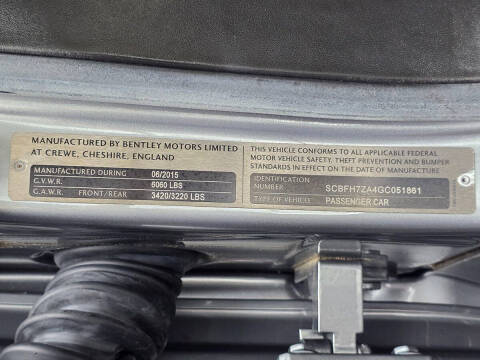 MANUFACTURED BY BENTLEY MOTORS LIMITED
AT CREWE, CHESHIRE, ENGLAND
MANUFACTURED DURING 06/2015
G.V.W.R. 6060 LBS
G.A.W.R. FRONT/REAR 3420/3220 LBS
THIS VEHICLE CONFORMS TO ALL APPLICABLE FEDERAL
MOTOR VEHICLE SAFETY, THEFT PREVENTION AND BUMPER
STANDARDS IN EFFECT ON THE DATE OF MANUFACTURE
IDENTIFICATION
NUMBER SCBFH7ZA4GC051861
TYPE OF VEHICLE PASSENGER CAR